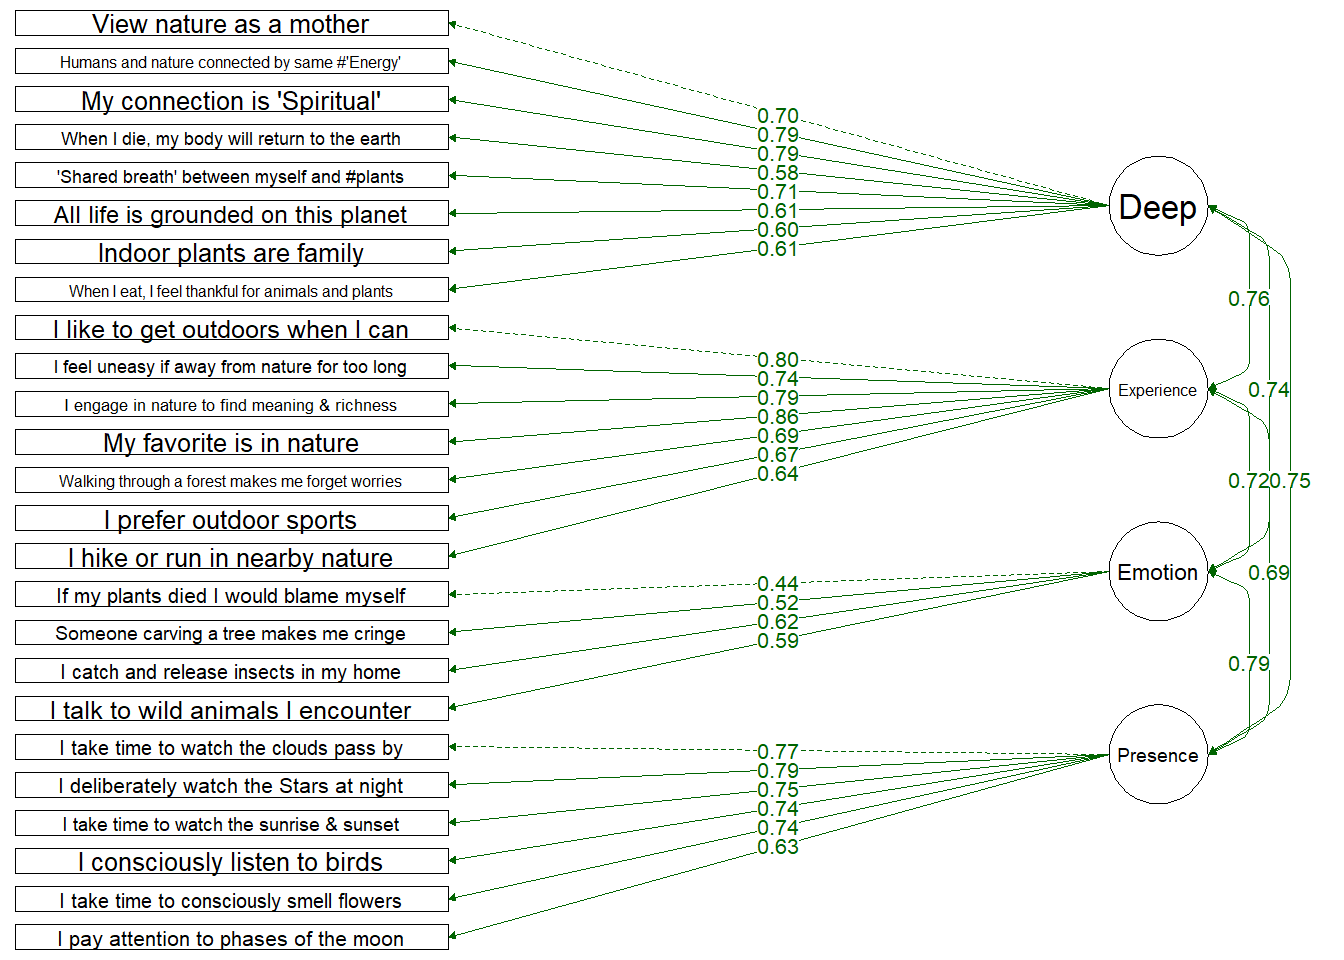 View nature as a mother
Humans and nature connected by same #'Energy'
My connection is 'Spiritual'
When I die, my body will return to the earth
'Shared breath' between myself and #plants
All life is grounded on this planet
Indoor plants are family
When I eat, I feel thankful for animals and plants
I like to get outdoors when I can
I feel uneasy if away from nature for too long
I engage in nature to find meaning & richness
My favorite is in nature
Walking through a forest makes me forget worries
I prefer outdoor sports
I hike or run in nearby nature
If my plants died I would blame myself
Someone carving a tree makes me cringe
I catch and release insects in my home
I talk to wild animals I encounter
I take time to watch the clouds pass by
I deliberately watch the Stars at night
I take time to watch the sunrise & sunset
I consciously listen to birds
I take time to consciously smell flowers
I pay attention to phases of the moon
0.70
0.79
0.79
0.58
0.71
0.61
0.60
0.61
0.80
0.74
0.79
0.86
0.69
0.67
0.64
0.44
0.52
0.62
0.59
0.77
0.79
0.75
0.74
0.74
0.63
Deep
Experience
Emotion
Presence
0.76
0.74
0.72
0.75
0.69
0.79